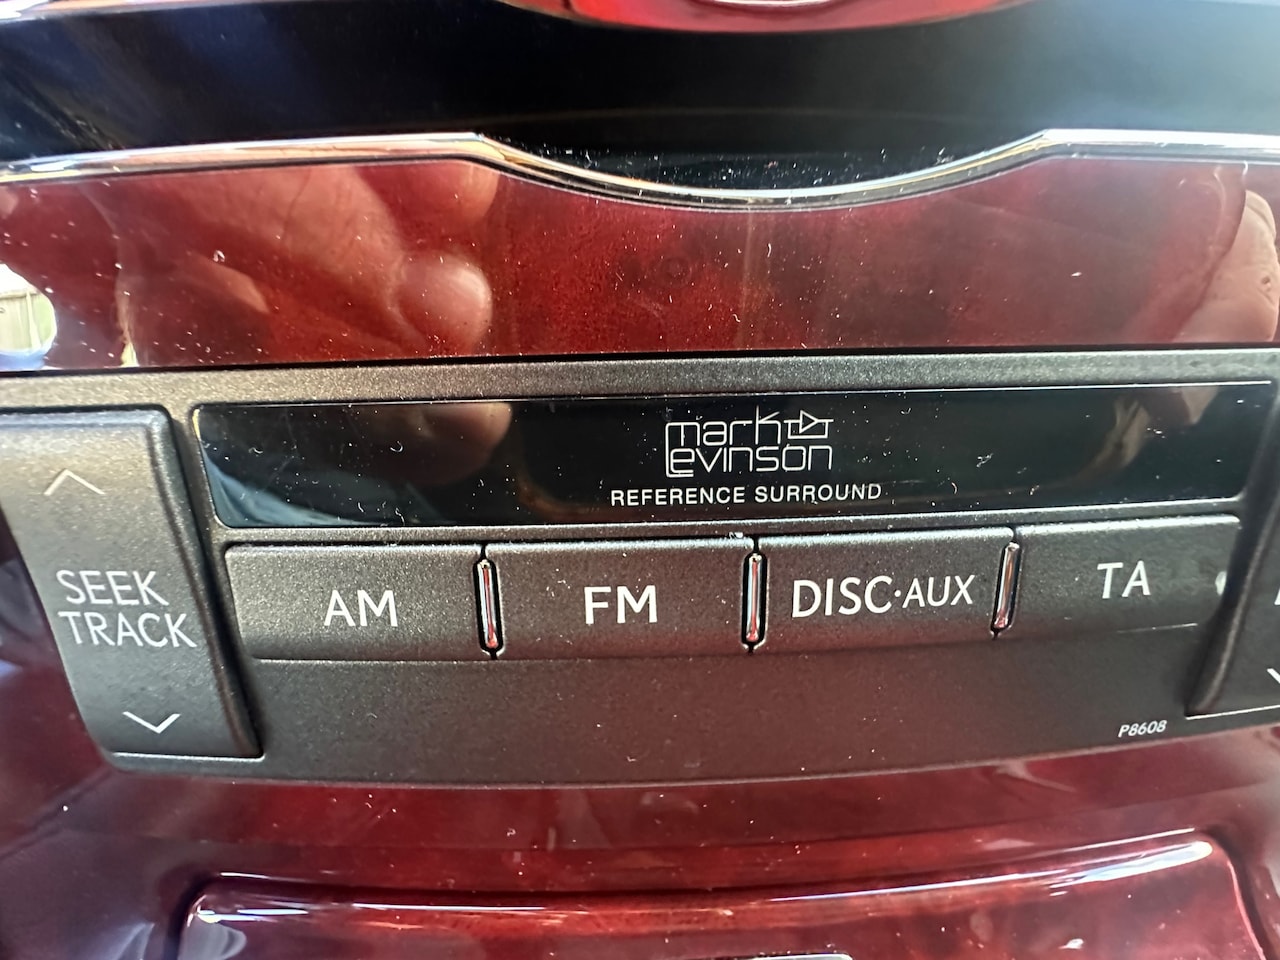 mark
Levinson
REFERENCE SURROUND
SEEK
TRACK
AM
FM
DISC·AUX
TA
P8608